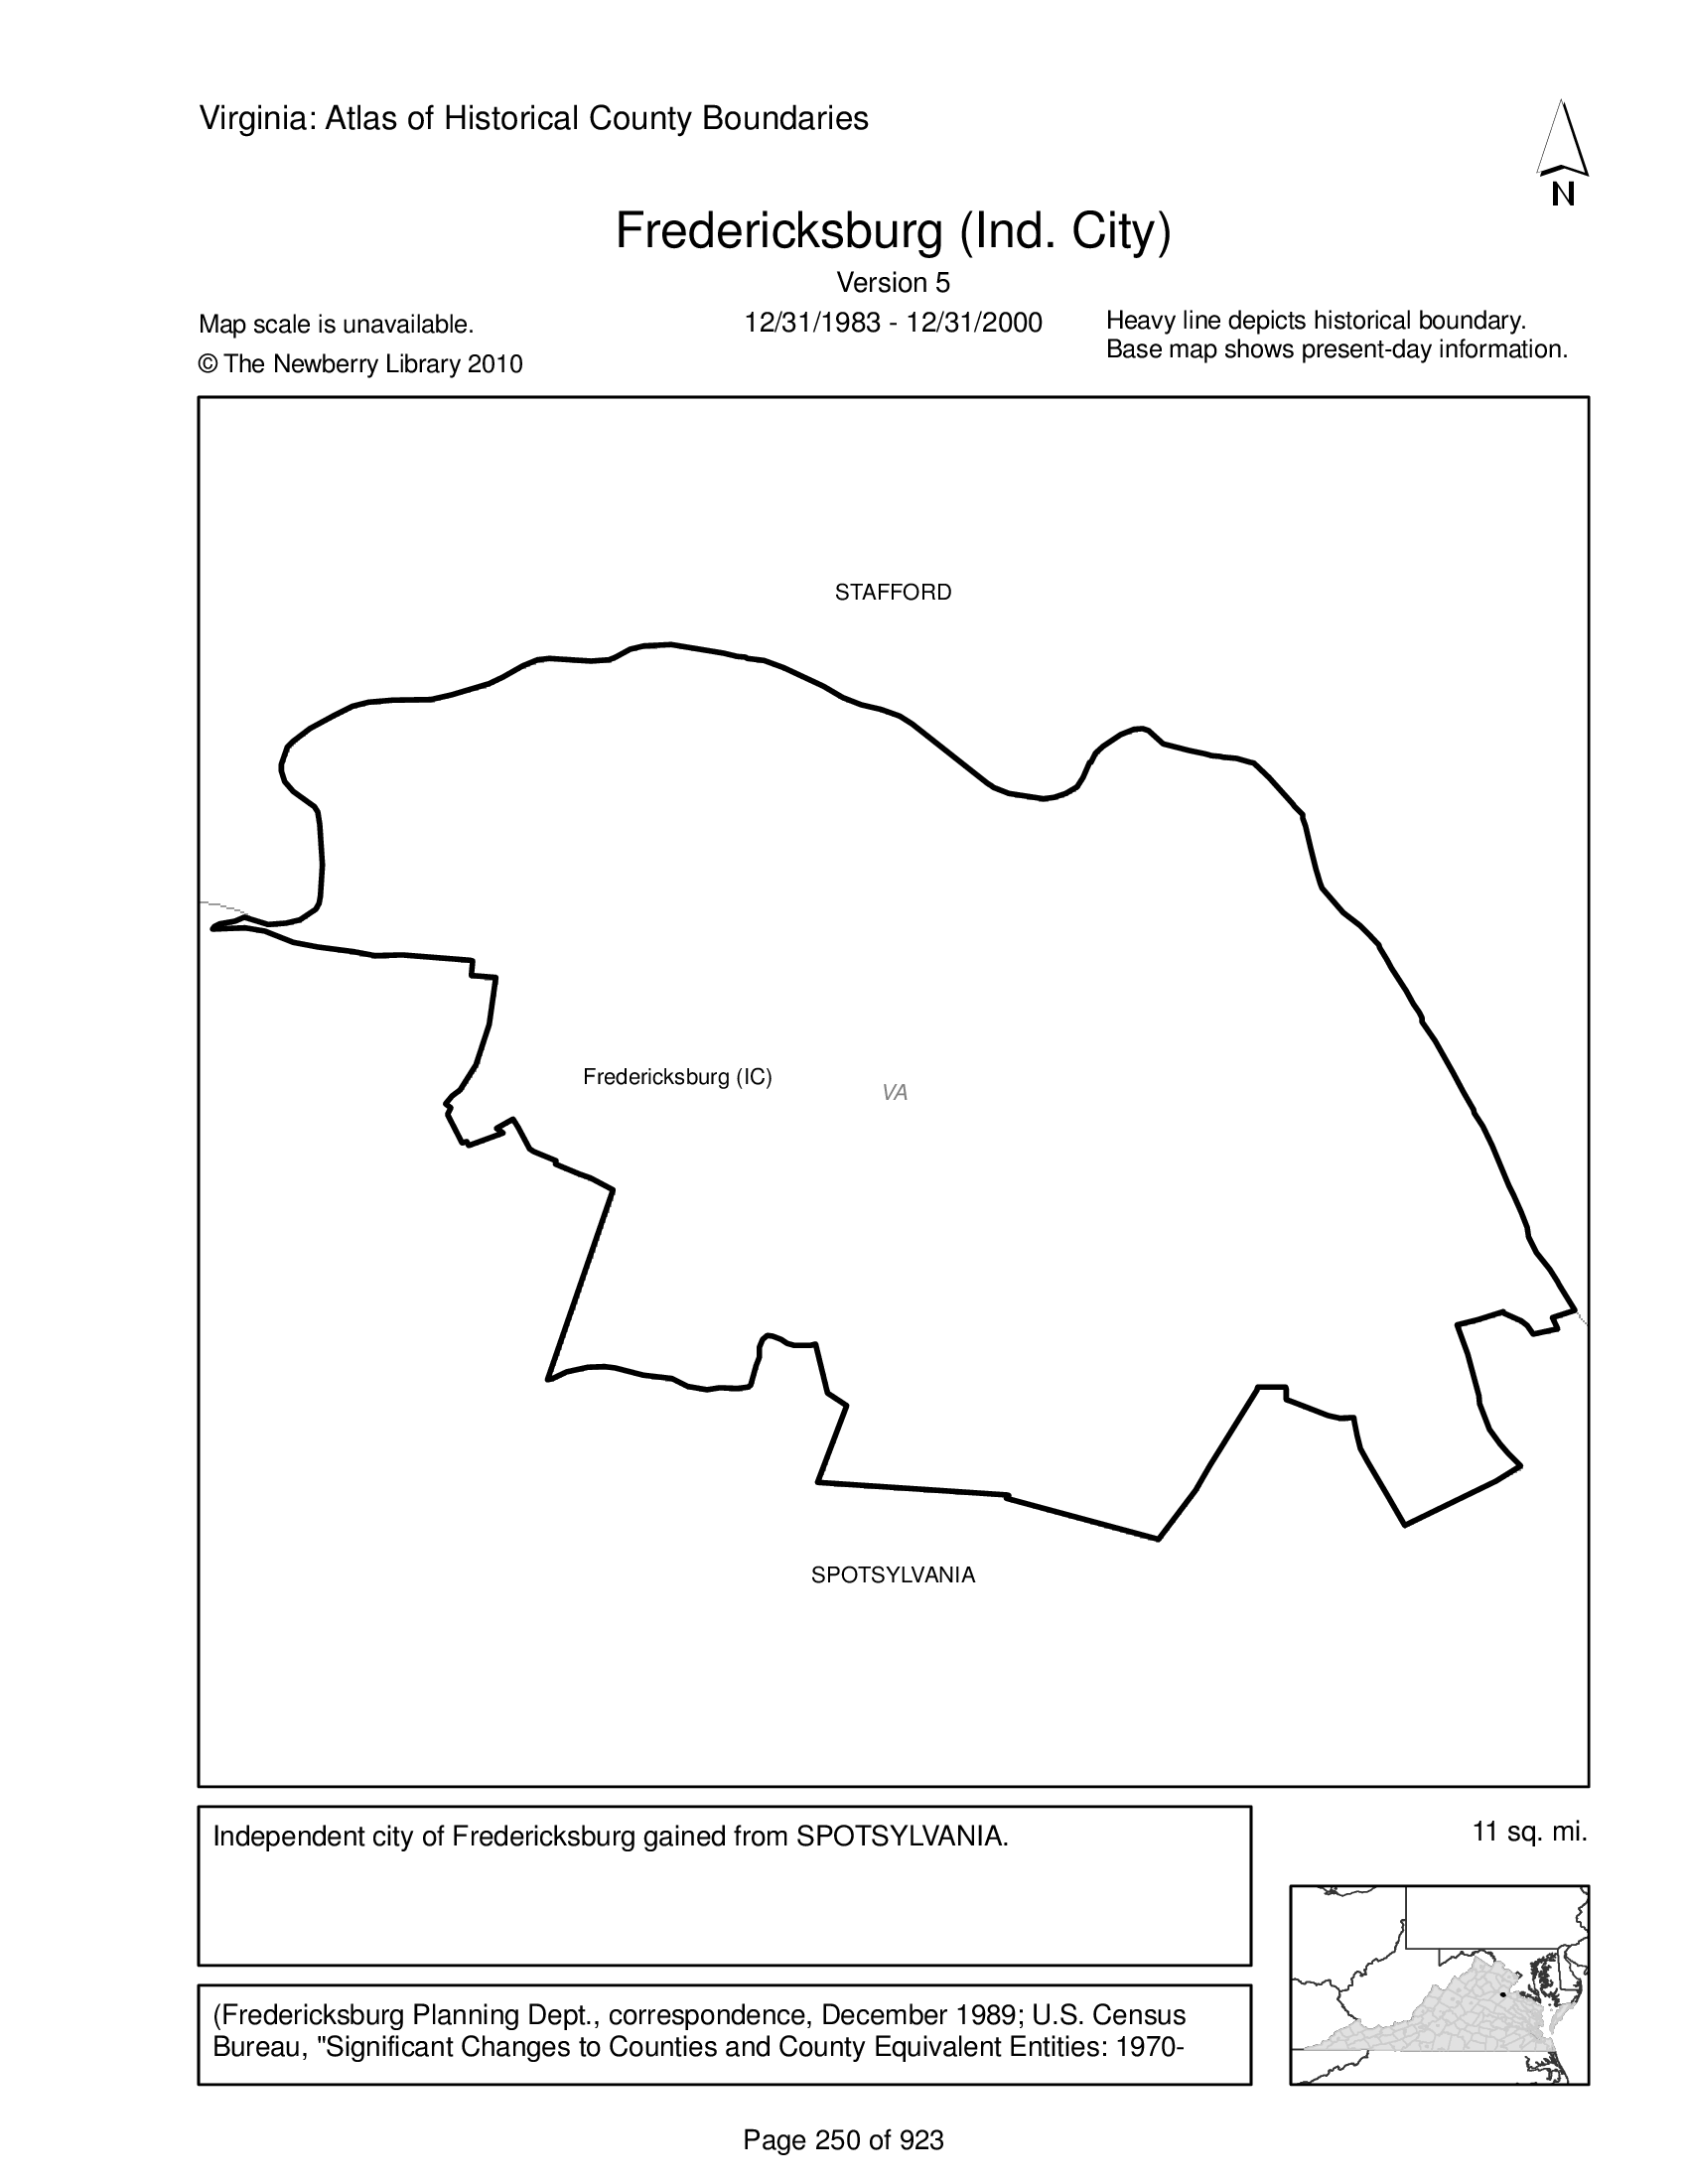 Virginia: Atlas of Historical County Boundaries
N
Fredericksburg (Ind. City)
Version 5
Map scale is unavailable.
12/31/1983 - 12/31/2000
Heavy line depicts historical boundary.
© The Newberry Library 2010
Base map shows present-day information.
STAFFORD
Fredericksburg (IC)
VA
SPOTSYLVANIA
Independent city of Fredericksburg gained from SPOTSYLVANIA.
11 sq. mi.
(Fredericksburg Planning Dept., correspondence, December 1989; U.S. Census
Bureau, "Significant Changes to Counties and County Equivalent Entities: 1970-
Page 250 of 923